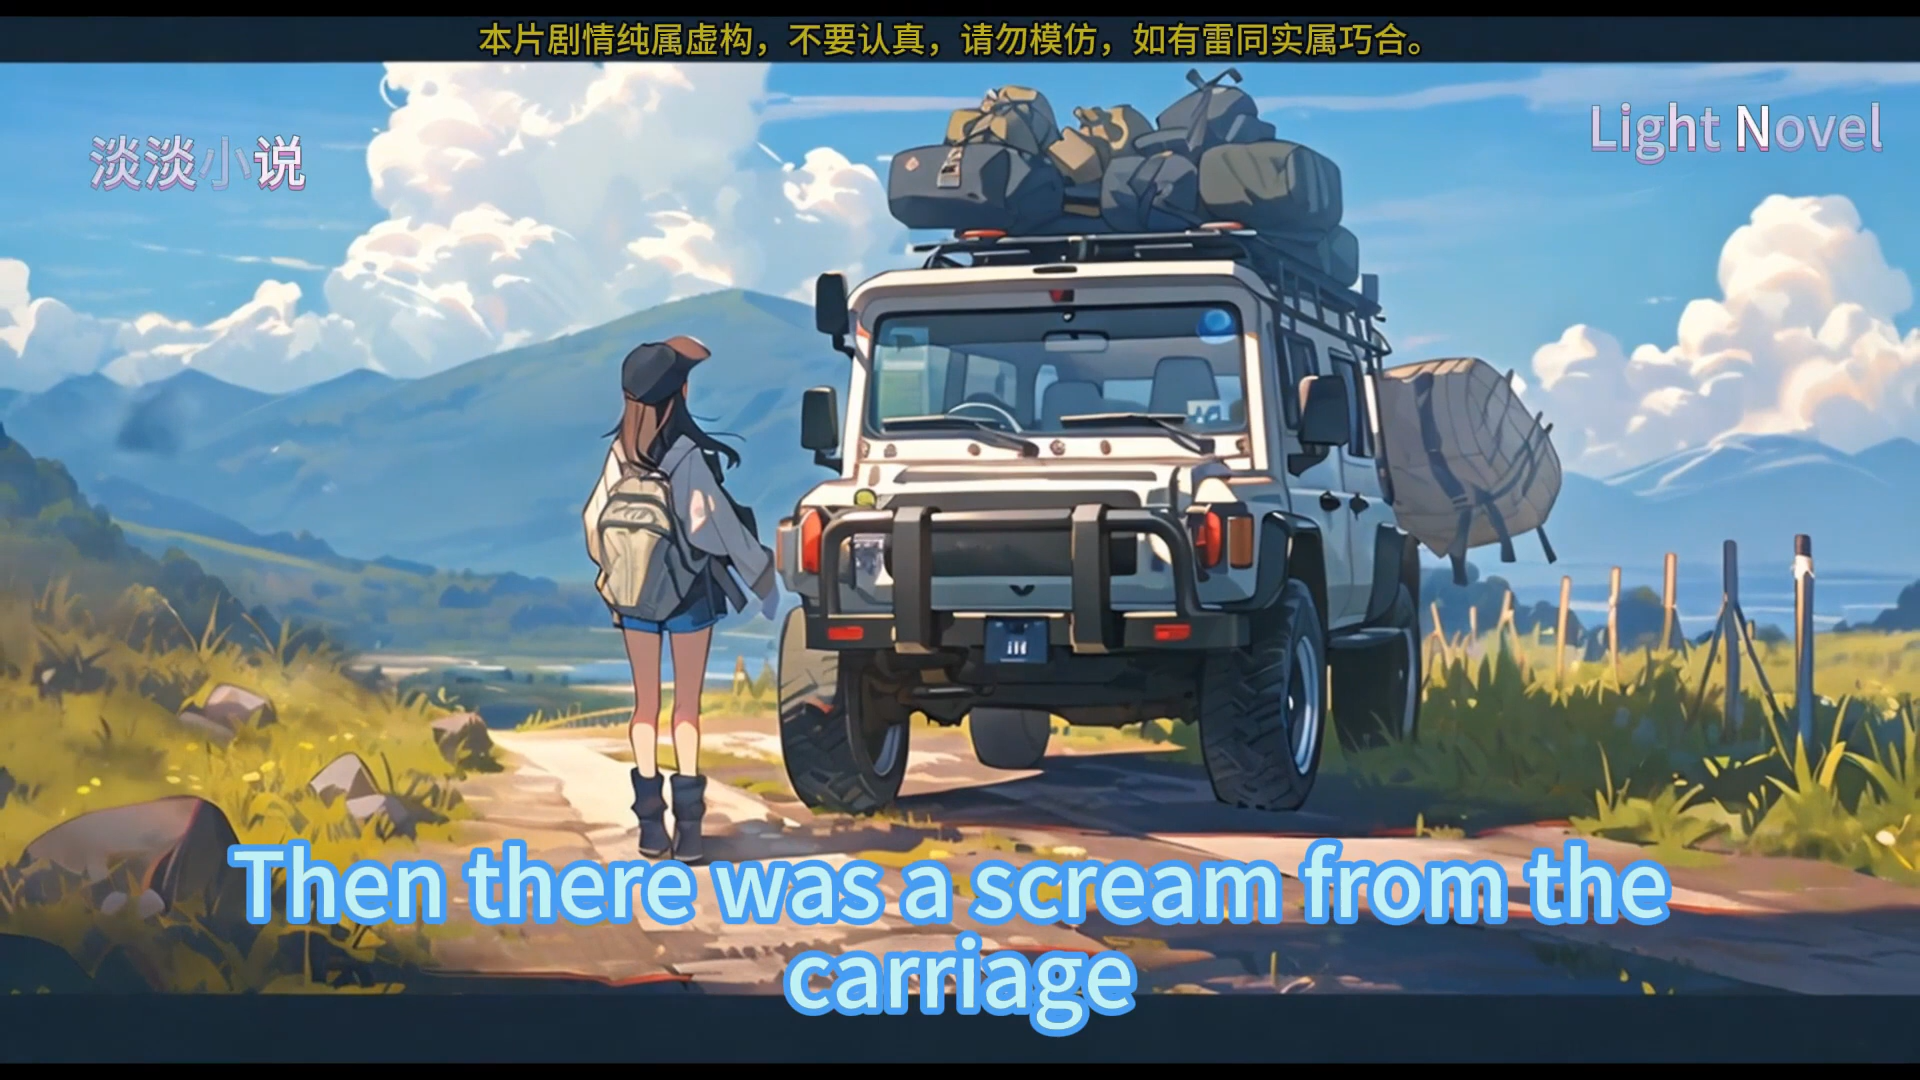 本片剧情纯属虚构，不要认真，请勿模仿，如有雷同实属巧合。
淡淡小说
Light Novel
Then there was a scream from the
carriage